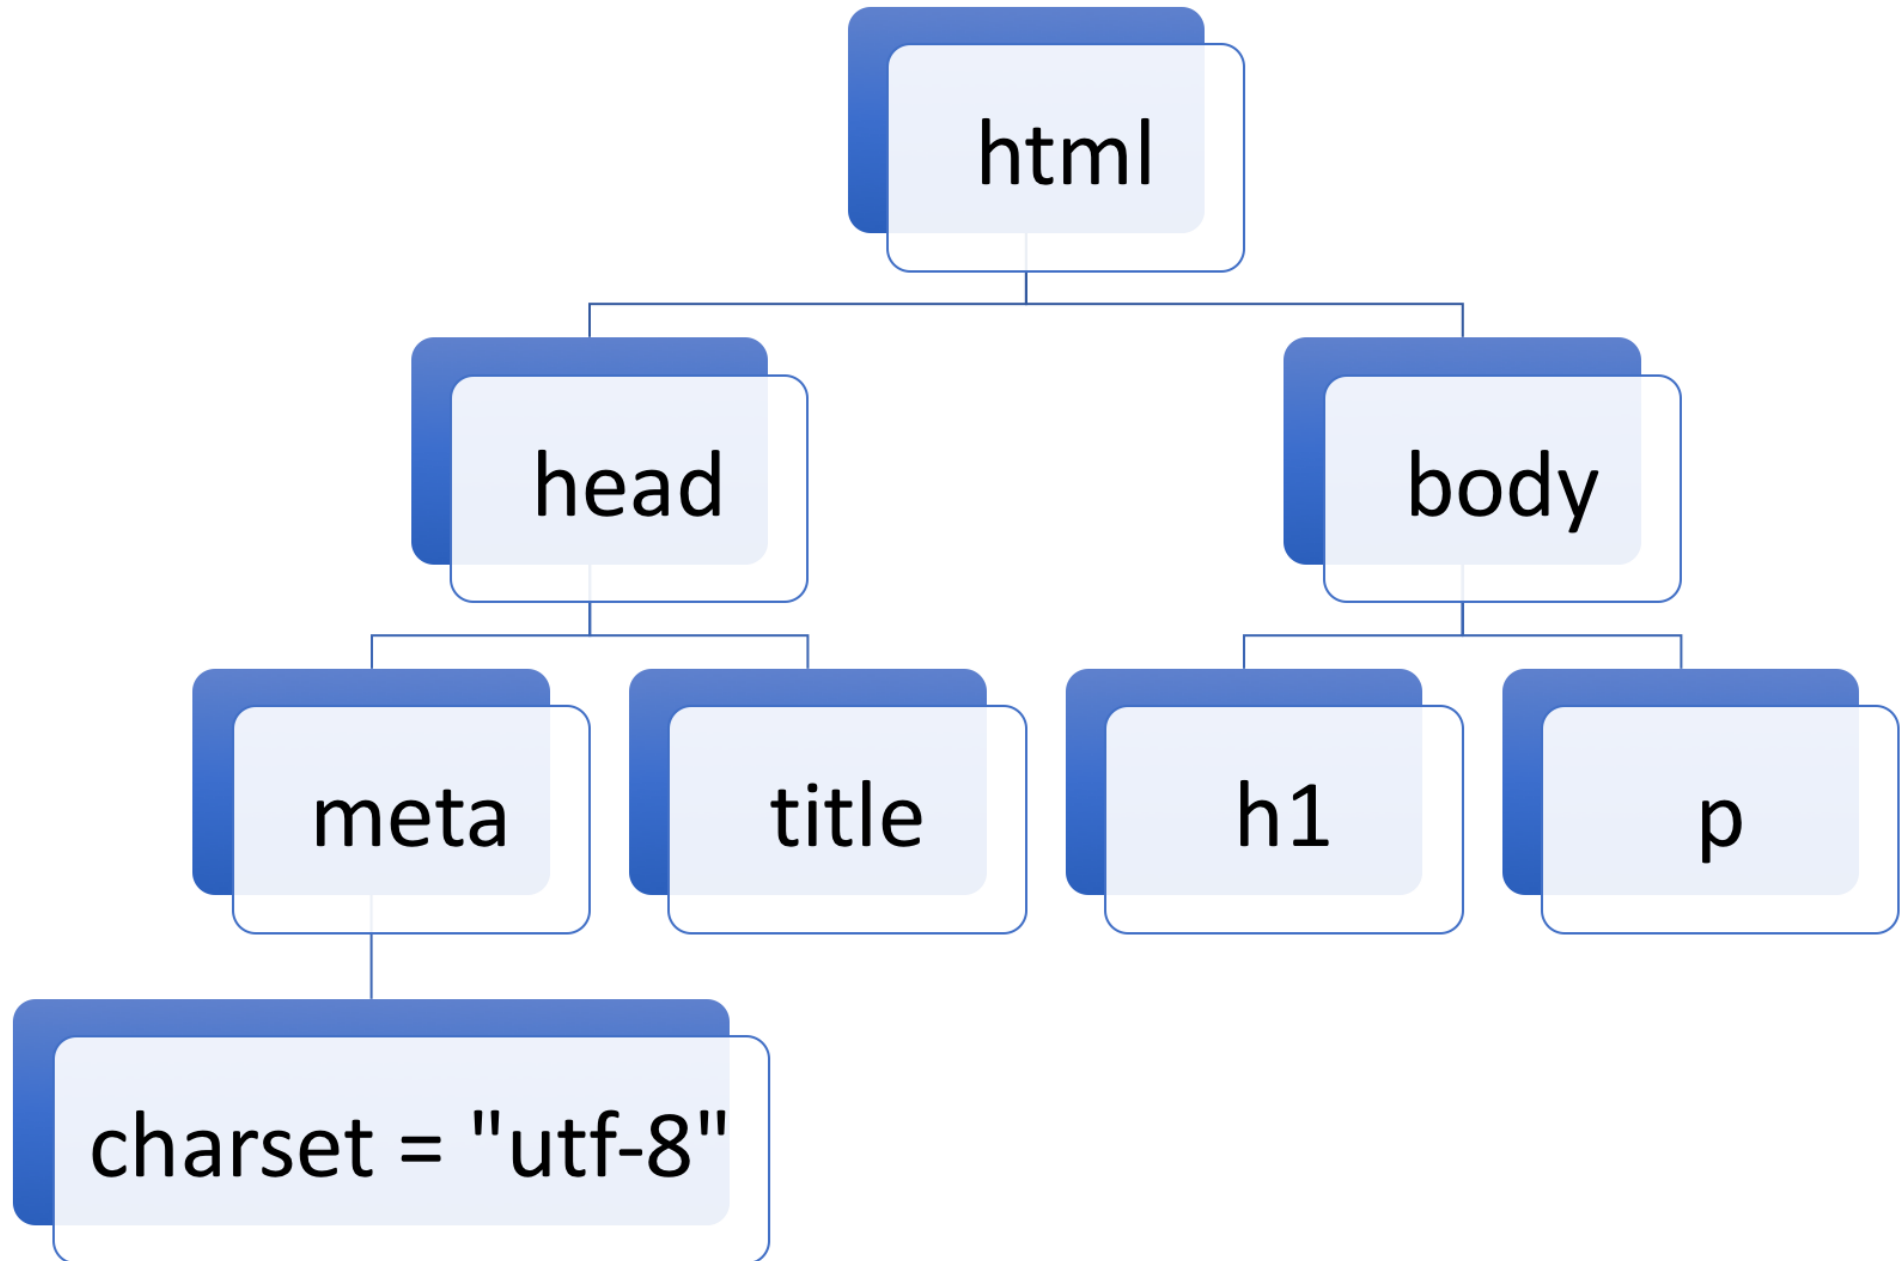 html
head
body
meta
title
h1
p
charset = "utf-8"